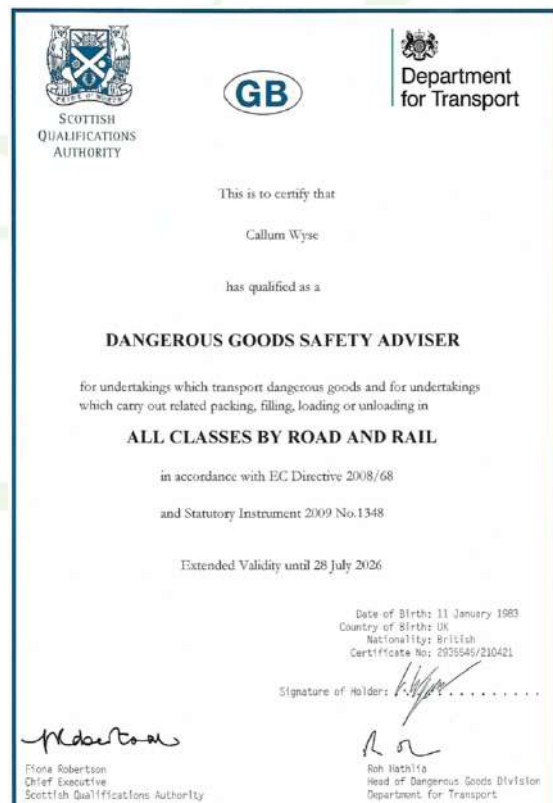 SCOTTISH
QUALIFICATIONS
AUTHORITY
GB
Department
for Transport
This is to certify that
Callum Wyse
has qualified as a
DANGEROUS GOODS SAFETY ADVISER
for undertakings which transport dangerous goods and for undertakings
which carry out related packing, filling, loading or unloading in
ALL CLASSES BY ROAD AND RAIL
in accordance with EC Directive 2008/68
and Statutory Instrument 2009 No.1348
Extended Validity until 28 July 2026
Date of Birth: 11 January 1983
Country of Birth: UK
Nationality: British
Certificate No: 2935546/210421
Signature of Holder:
Fiona Robertson
Chief Executive
Scottish Qualifications Authority
Roh Hathlia
Head of Dangerous Goods Division
Department for Transport